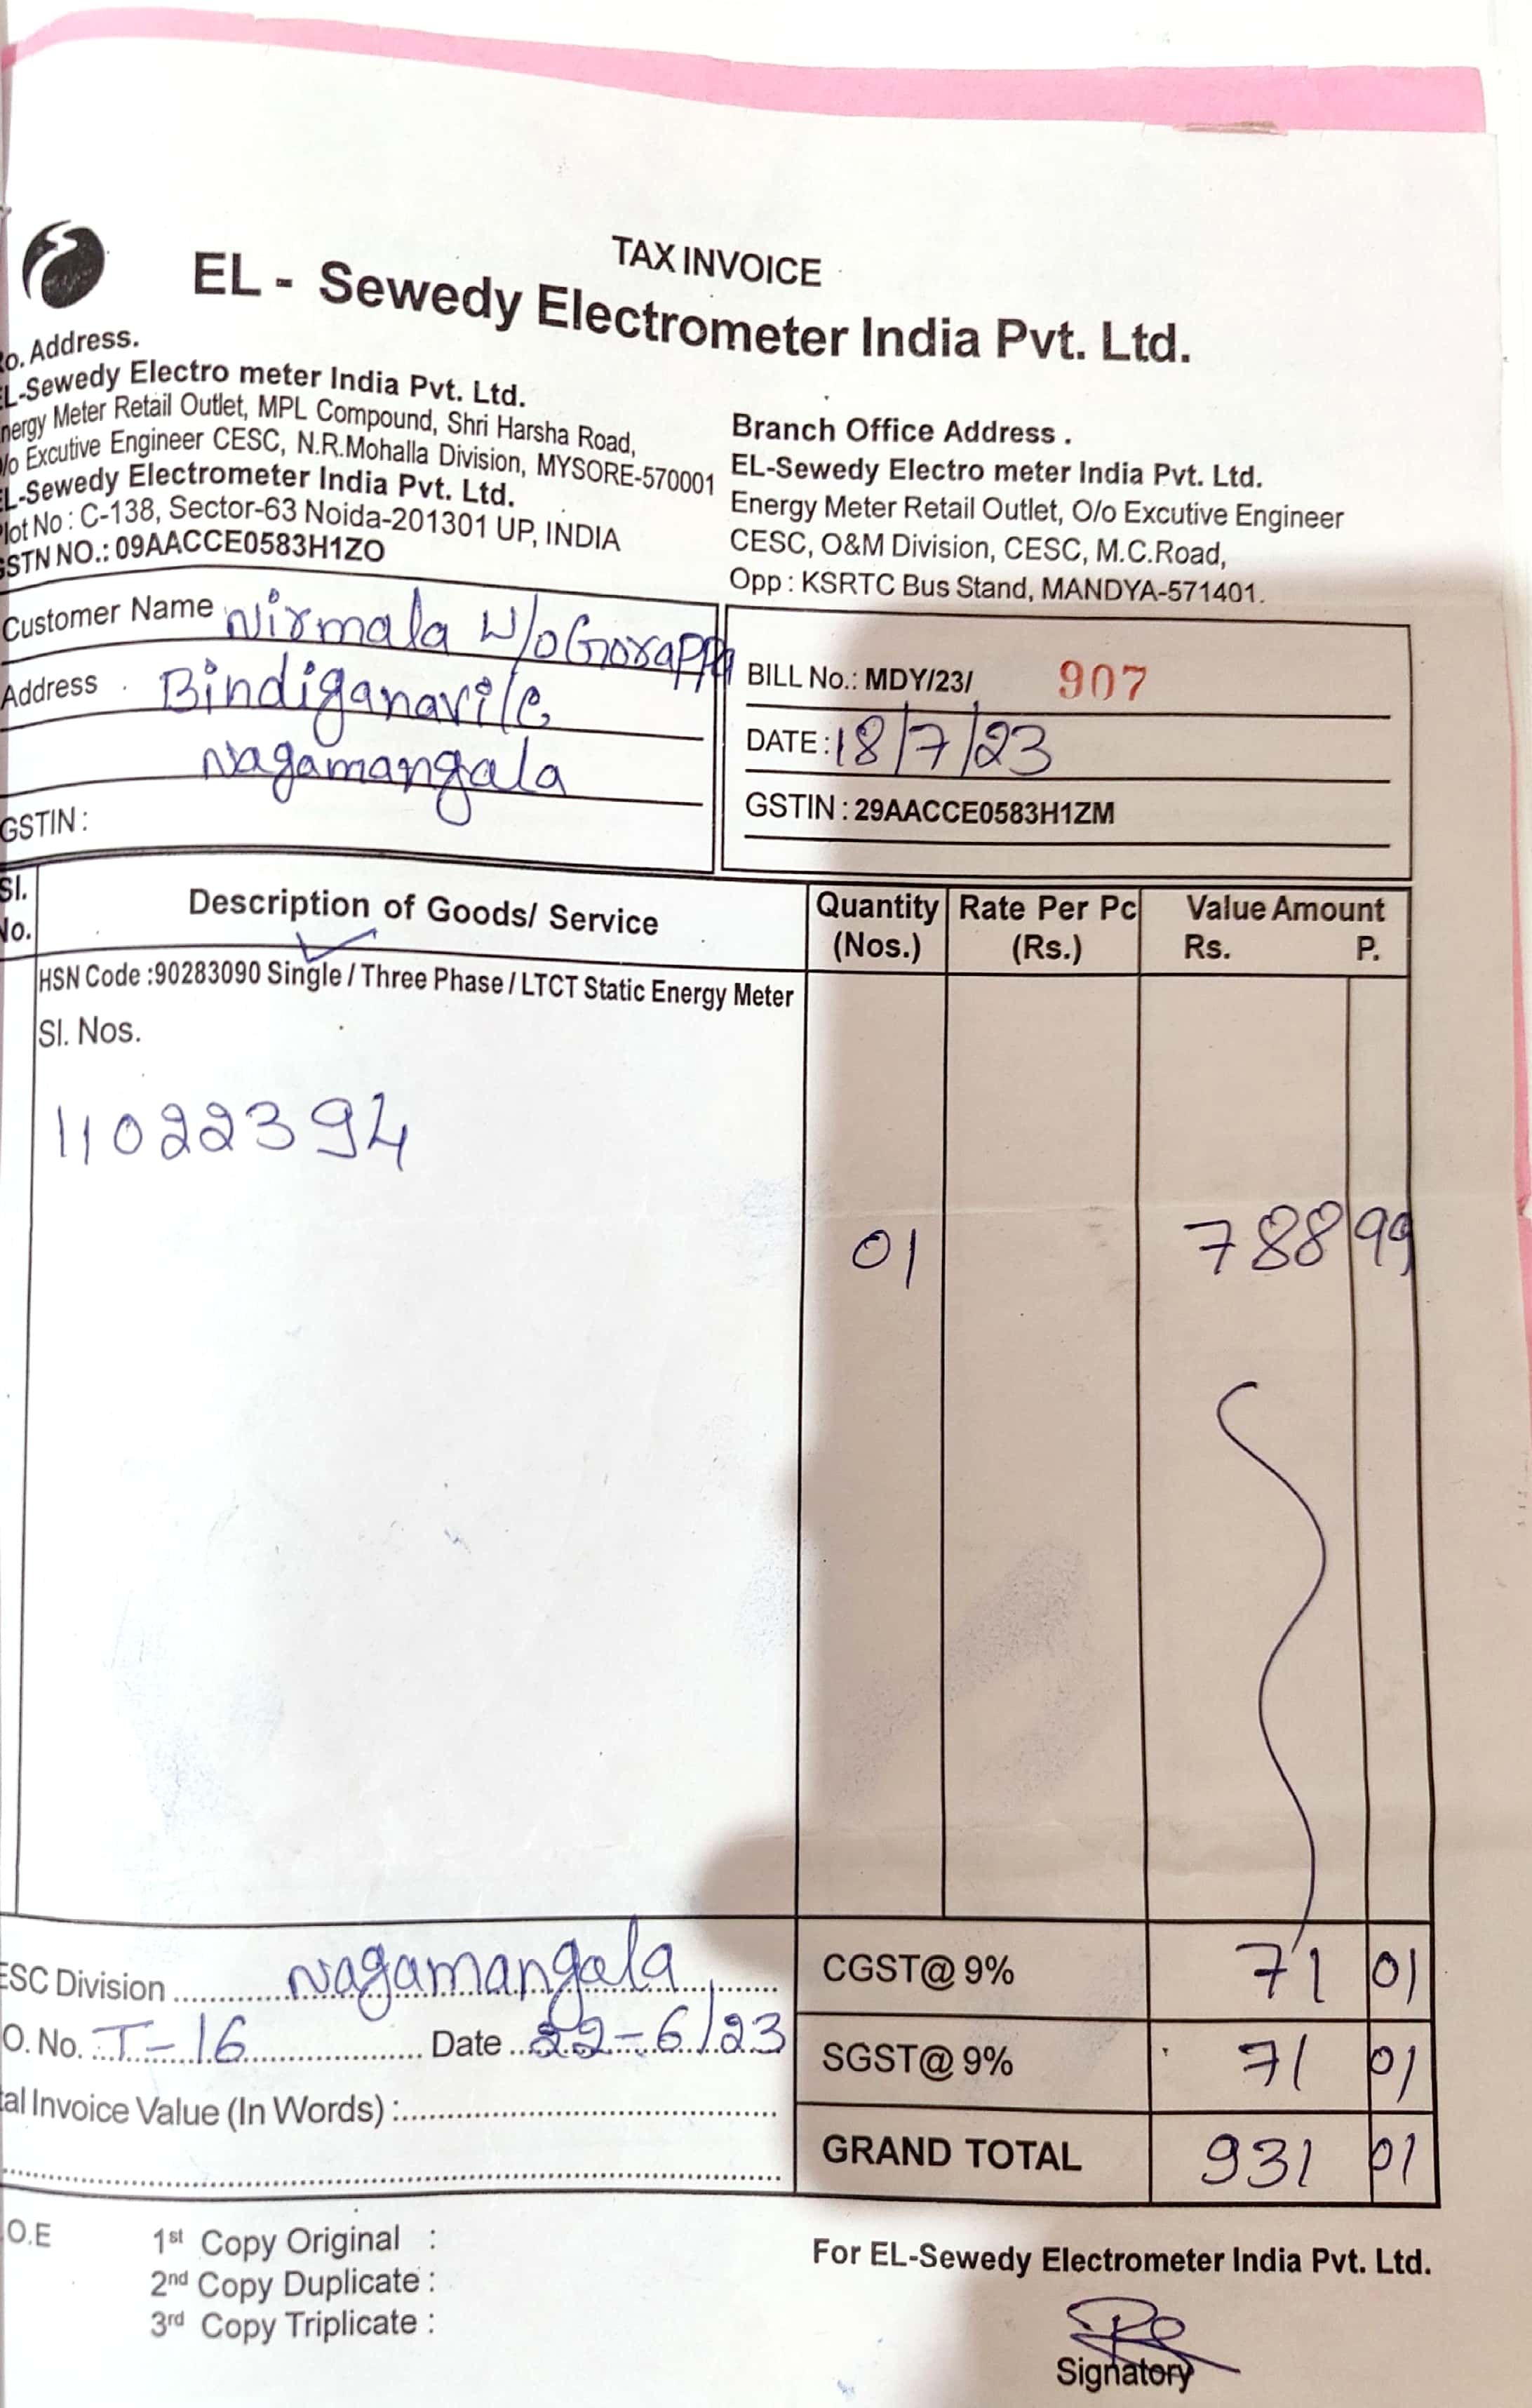 TAX INVOICE
EL - Sewedy Electrometer India Pvt. Ltd.
o. Address.
L-Sewedy Electro meter India Pvt. Ltd.
nergy Meter Retail Outlet, MPL Compound, Shri Harsha Road,
/o Excutive Engineer CESC, N.R.Mohalla Division, MYSORE-570001
L-Sewedy Electrometer India Pvt. Ltd.
lot No : C-138, Sector-63 Noida-201301 UP, INDIA
GSTN NO.: 09AACCE0583H1ZO
Branch Office Address .
EL-Sewedy Electro meter India Pvt. Ltd.
Energy Meter Retail Outlet, O/o Excutive Engineer
CESC, O&M Division, CESC, M.C.Road,
Opp : KSRTC Bus Stand, MANDYA-571401.
Customer Name Nirmala W/o
Address Bindiganavile
Nagamangala
GSTIN :
BILL No.: MDY/23/ 907
DATE : 18/7/23
GSTIN : 29AACCE0583H1ZM
Sl. No. Description of Goods/ Service Quantity (Nos.) Rate Per Pc (Rs.) Value Amount Rs. P.
HSN Code :90283090 Single / Three Phase / LTCT Static Energy Meter
Sl. Nos.
11022394
01 788 99
ESC Division Nagamangala CGST@ 9% 71 01
O. No. T-16 Date 22-6/23 SGST@ 9% 71 01
tal Invoice Value (In Words) :
GRAND TOTAL 931 01
.O.E
1st Copy Original :
2nd Copy Duplicate :
3rd Copy Triplicate :
For EL-Sewedy Electrometer India Pvt. Ltd.
Signatory